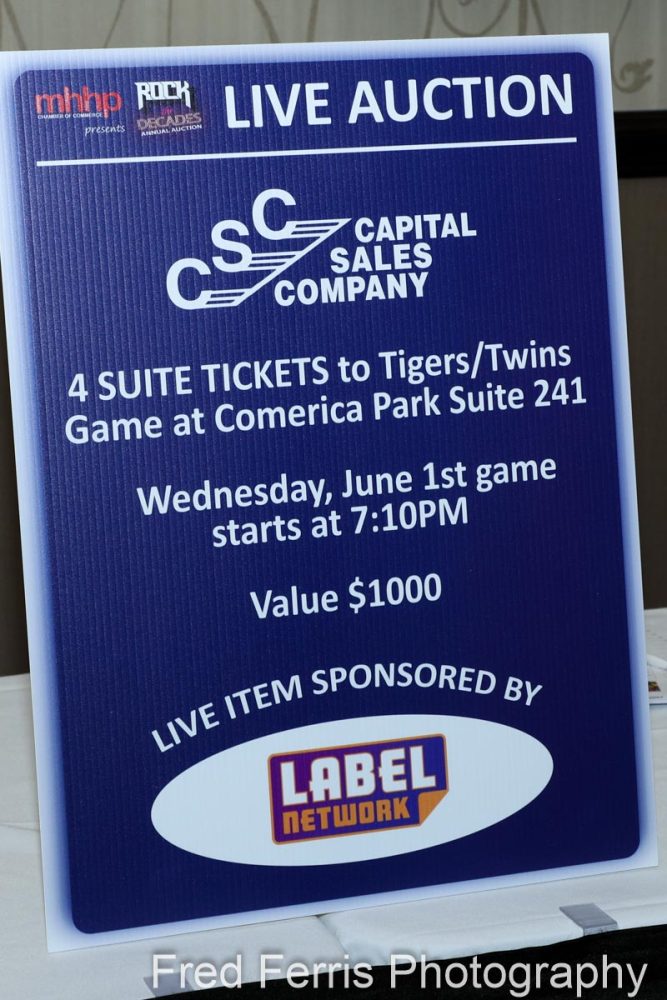 mhhp
CHAMBER OF COMMERCE
presents
ROCK
DECADES
ANNUAL AUCTION
LIVE AUCTION
CSC
CAPITAL
SALES
COMPANY
4 SUITE TICKETS to Tigers/Twins
Game at Comerica Park Suite 241
Wednesday, June 1st game
starts at 7:10PM
Value $1000
LIVE ITEM SPONSORED BY
LABEL
NETWORK
Fred Ferris Photography